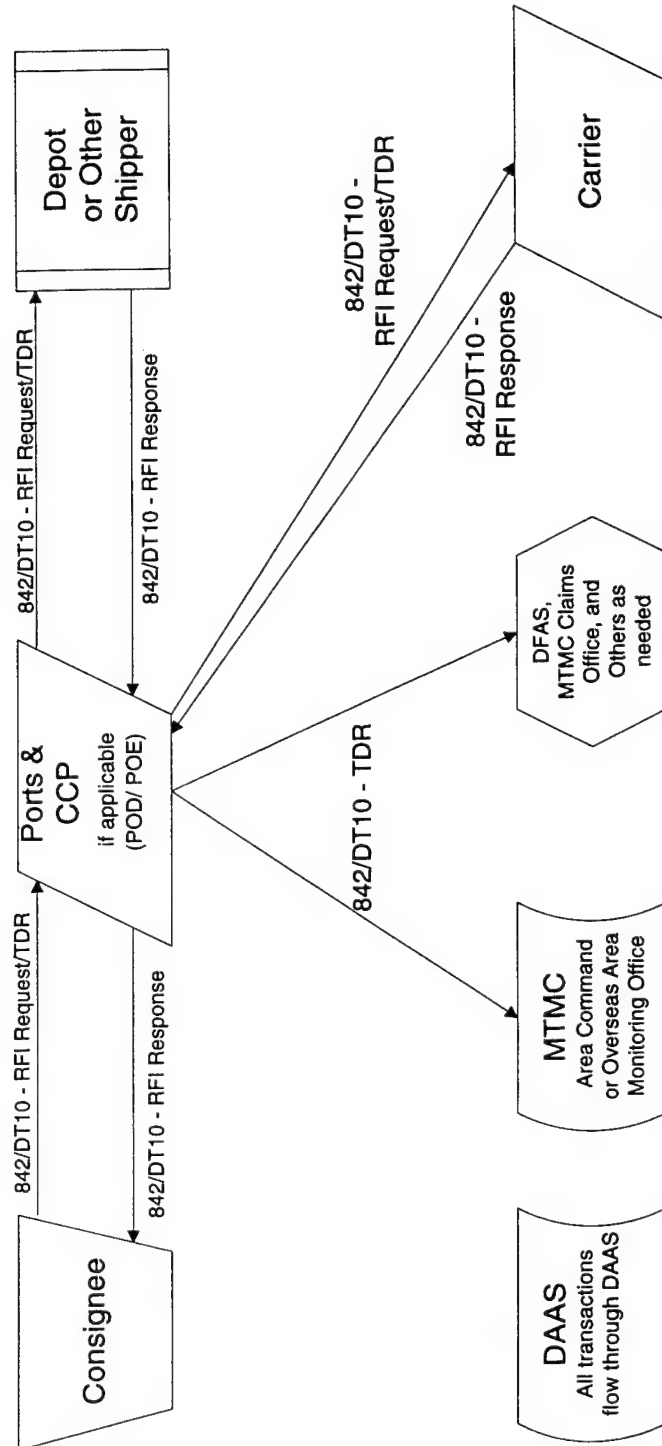 Consignee
842/DT10 - RFI Request/TDR
842/DT10 - RFI Response
Ports &
CCP
if applicable
(POD/ POE)
842/DT10 - RFI Request/TDR
842/DT10 - RFI Response
Depot
or Other
Shipper
842/DT10 - TDR
842/DT10 -
RFI Request/TDR
842/DT10 -
RFI Response
DAAS
All transactions
flow through DAAS
MTMC
Area Command
or Overseas Area
Monitoring Office
DFAS,
MTMC Claims
Office, and
Others as
needed
Carrier